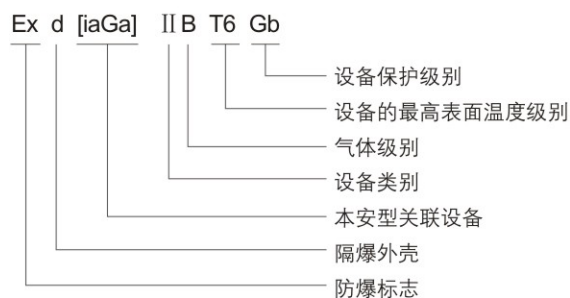 Ex d [iaGa] ⅡB T6 Gb
设备保护级别
设备的最高表面温度级别
气体级别
设备类别
本安型关联设备
隔爆外壳
防爆标志